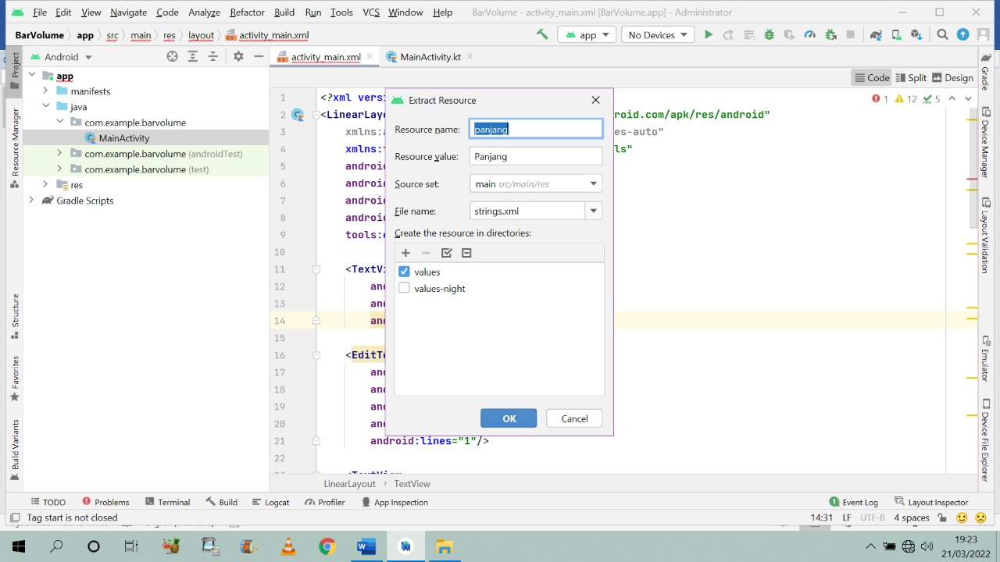 File Edit View Navigate Code Analyze Refactor Build Run Tools VCS Window Help BarVolume - activity_main.xml [BarVolume.app] - Administrator
BarVolume app src main res layout activity_main.xml app No Devices
Android activity_main.xml MainActivity.kt
Code Split Design
Project
Resource Manager
Structure
Favorites
Build Variants
app
manifests
java
com.example.barvolume
MainActivity
com.example.barvolume (androidTest)
com.example.barvolume (test)
res
Gradle Scripts
1 12 5
1 <?xml vers
2 <LinearLay roid.com/apk/res/android"
3 xmlns:a es-auto"
4 xmlns:t ls"
5 android
6 android
7 android
8 android
9 tools:c
10
11 <TextVi
12 and
13 and
14 and
15
16 <EditTe
17 and
18 and
19 and
20 and
21 android:lines="1"/>
22
Extract Resource
Resource name: panjang
Resource value: Panjang
Source set: main src/main/res
File name: strings.xml
Create the resource in directories:
values
values-night
OK Cancel
Gradle
Device Manager
Layout Validation
Emulator
Device File Explorer
LinearLayout TextView
TODO Problems Terminal Build Logcat Profiler App Inspection 1 Event Log Layout Inspector
Tag start is not closed 14:31 LF UTF-8 4 spaces
19:23
21/03/2022